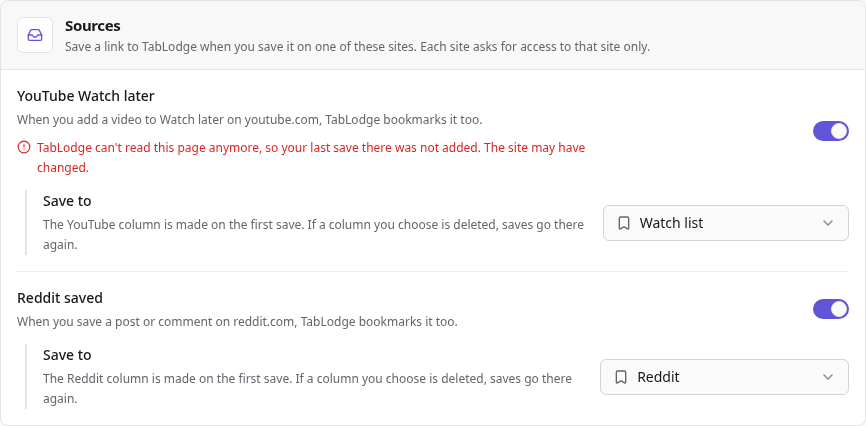 Sources
Save a link to TabLodge when you save it on one of these sites. Each site asks for access to that site only.
YouTube Watch later
When you add a video to Watch later on youtube.com, TabLodge bookmarks it too.
TabLodge can't read this page anymore, so your last save there was not added. The site may have
changed.
Save to
The YouTube column is made on the first save. If a column you choose is deleted, saves go there
again.
Watch list
Reddit saved
When you save a post or comment on reddit.com, TabLodge bookmarks it too.
Save to
The Reddit column is made on the first save. If a column you choose is deleted, saves go there
again.
Reddit